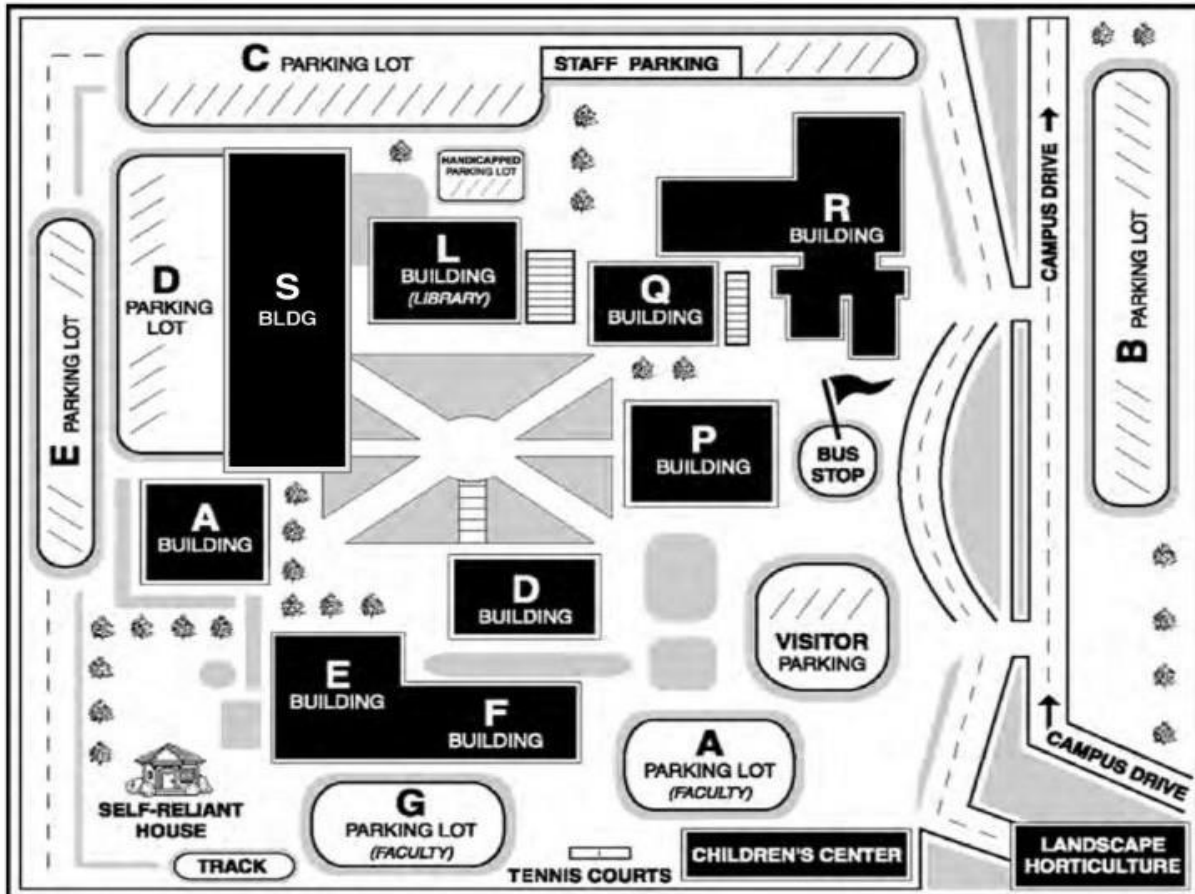 C PARKING LOT
STAFF PARKING
HANDICAPPED
PARKING LOT
CAMPUS DRIVE
B PARKING LOT
R
BUILDING
L
BUILDING
(LIBRARY)
Q
BUILDING
D
PARKING
LOT
S
BLDG
E PARKING LOT
P
BUILDING
BUS
STOP
A
BUILDING
D
BUILDING
VISITOR
PARKING
E
BUILDING
F
BUILDING
A
PARKING LOT
(FACULTY)
CAMPUS DRIVE
SELF-RELIANT
HOUSE
G
PARKING LOT
(FACULTY)
TRACK
TENNIS COURTS
CHILDREN'S CENTER
LANDSCAPE
HORTICULTURE